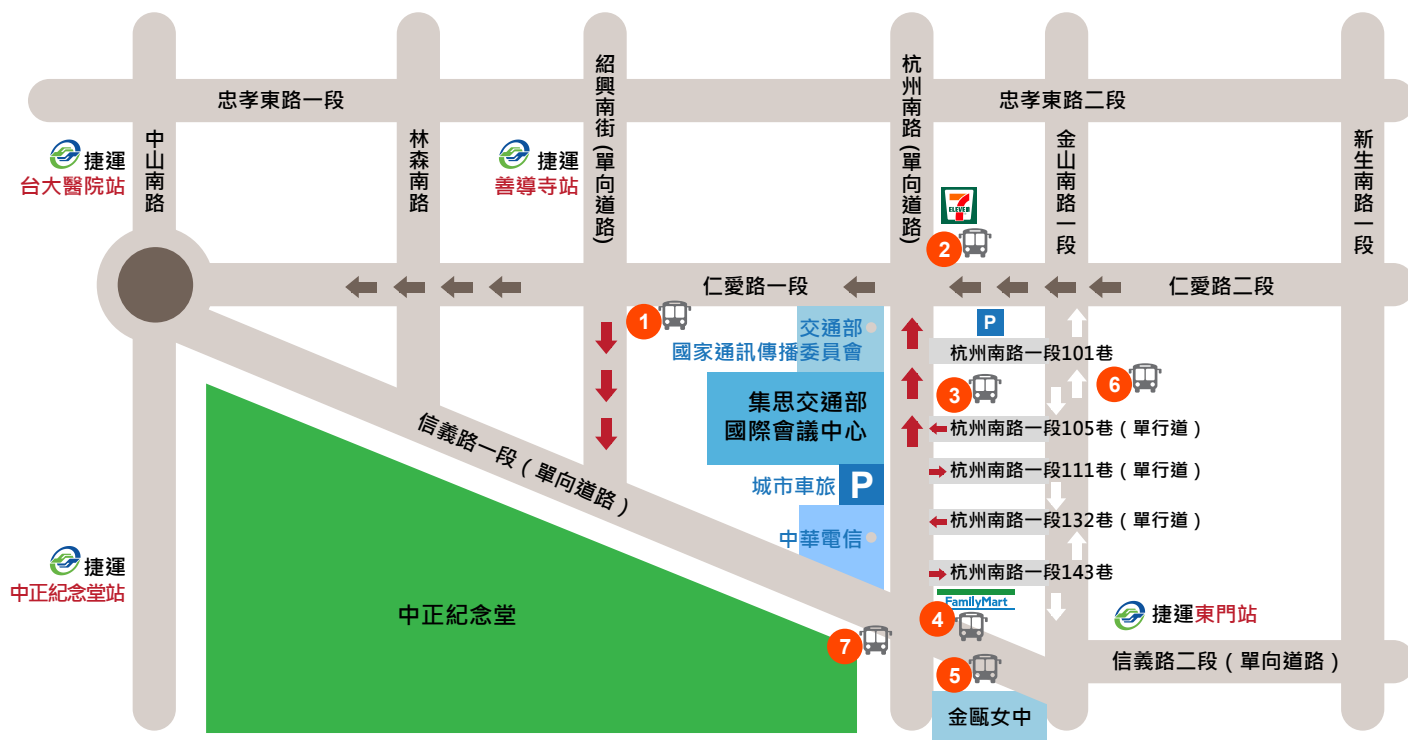 忠孝東路一段
忠孝東路二段
中山南路
林森南路
紹興南街(單向道路)
杭州南路(單向道路)
金山南路一段
新生南路一段
捷運
台大醫院站
捷運
善導寺站
7
ELEVEn
2
仁愛路一段
仁愛路二段
1
交通部
國家通訊傳播委員會
P
杭州南路一段101巷
3
6
集思交通部
國際會議中心
杭州南路一段105巷(單行道)
信義路一段(單向道路)
杭州南路一段111巷(單行道)
城市車旅
P
杭州南路一段132巷(單行道)
中華電信
捷運
中正紀念堂站
杭州南路一段143巷
FamilyMart
中正紀念堂
4
捷運東門站
7
5
信義路二段(單向道路)
金甌女中